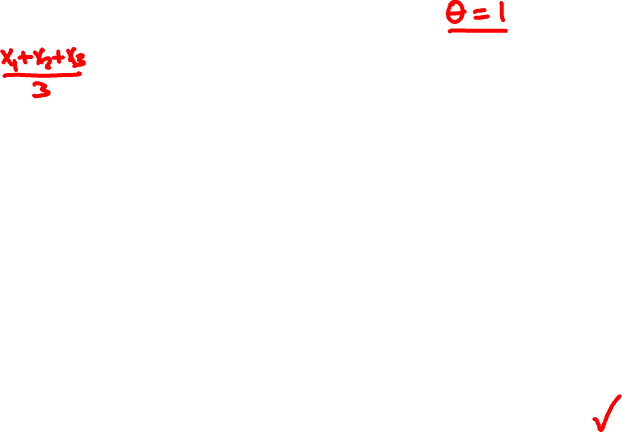 θ = 1
x₁+x₂+x₃
3
✓